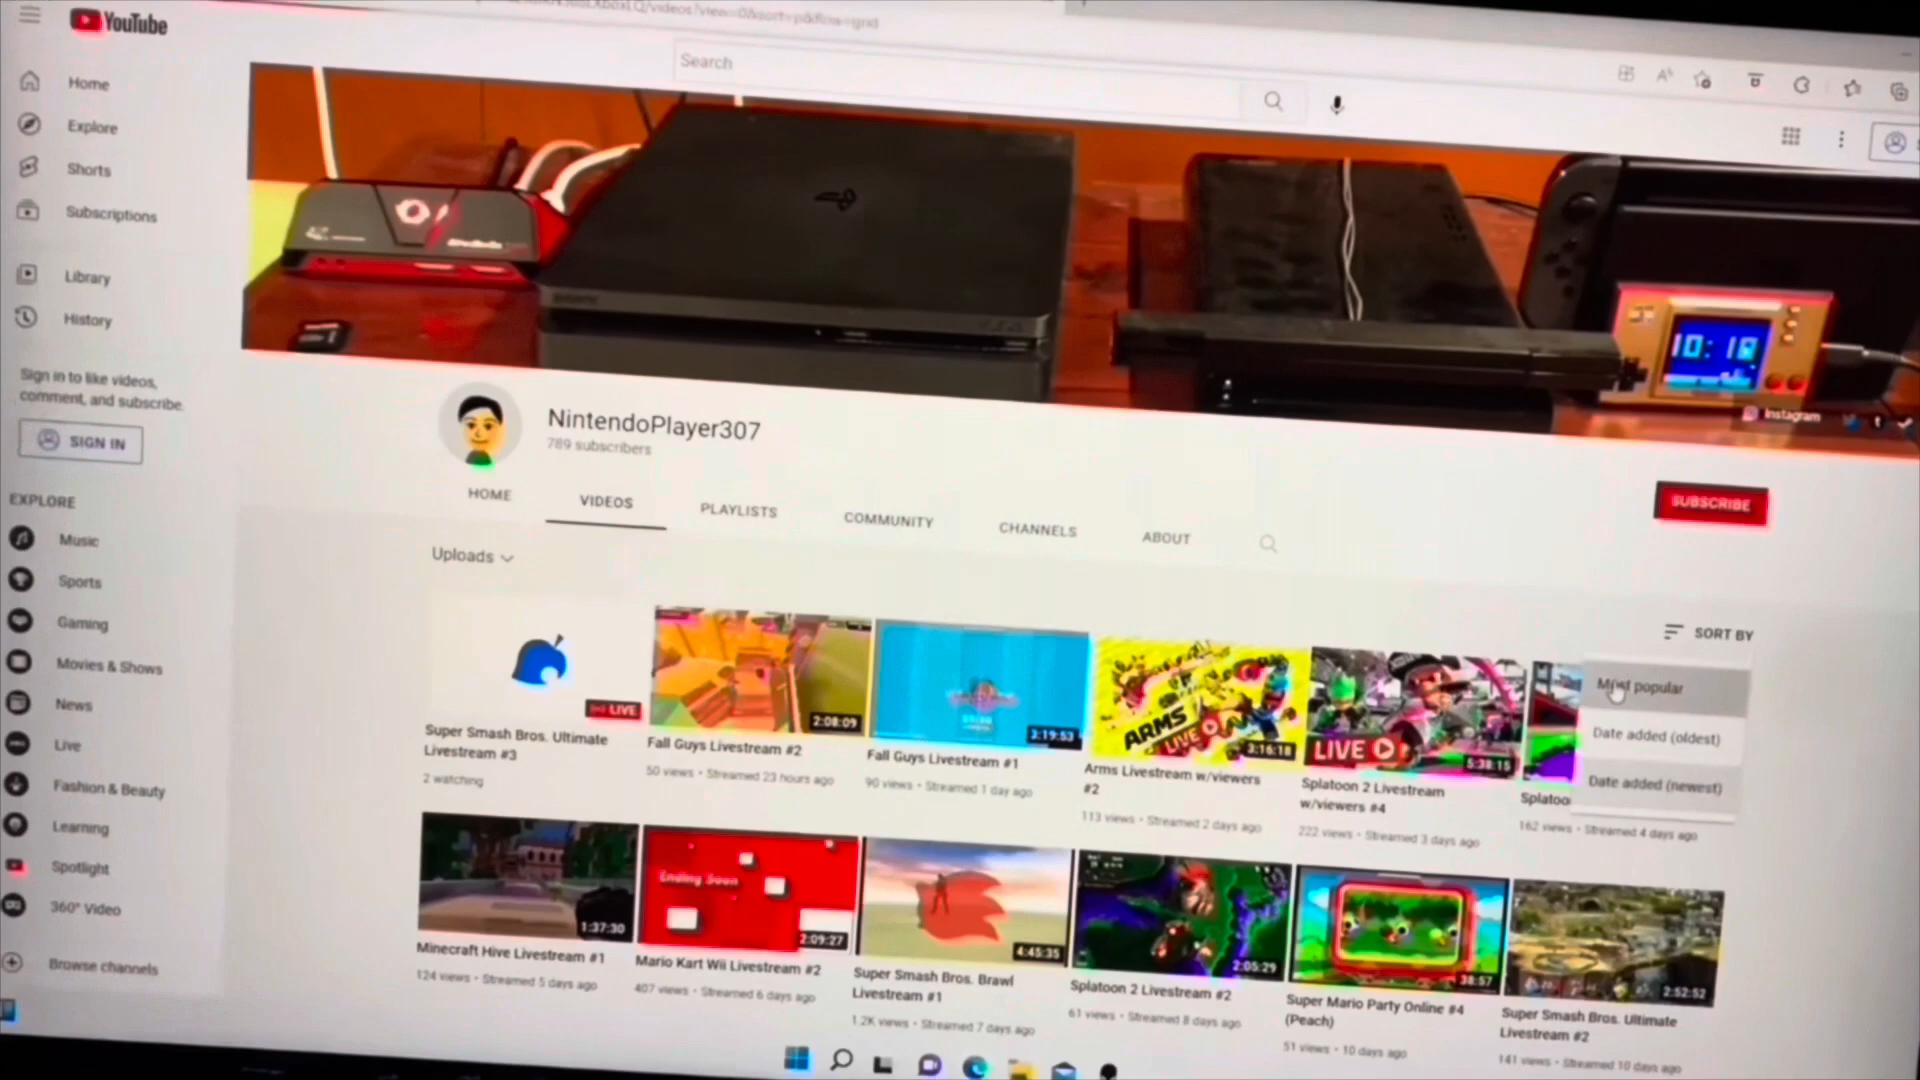 YouTube
Search
Home
Explore
Shorts
Subscriptions
Library
History
Sign in to like videos,
comment, and subscribe.
SIGN IN
EXPLORE
Music
Sports
Gaming
Movies & Shows
News
Live
Fashion & Beauty
Learning
Spotlight
360° Video
Browse channels
10:18
Instagram
NintendoPlayer307
789 subscribers
SUBSCRIBE
HOME
VIDEOS
PLAYLISTS
COMMUNITY
CHANNELS
ABOUT
Uploads
SORT BY
Most popular
Date added (oldest)
Date added (newest)
LIVE
Super Smash Bros. Ultimate
Livestream #3
2 watching
2:08:09
Fall Guys Livestream #2
50 views • Streamed 23 hours ago
3:19:53
Fall Guys Livestream #1
90 views • Streamed 1 day ago
ARMS
LIVE
3:16:18
Arms Livestream w/viewers
#2
113 views • Streamed 2 days ago
LIVE
5:38:15
Splatoon 2 Livestream
w/viewers #4
222 views • Streamed 3 days ago
Splatoo
162 views • Streamed 4 days ago
1:37:30
Minecraft Hive Livestream #1
124 views • Streamed 5 days ago
Ending Soon
2:09:27
Mario Kart Wii Livestream #2
407 views • Streamed 6 days ago
4:45:35
Super Smash Bros. Brawl
Livestream #1
1.2K views • Streamed 7 days ago
2:05:29
Splatoon 2 Livestream #2
61 views • Streamed 8 days ago
38:57
Super Mario Party Online #4
(Peach)
51 views • 10 days ago
2:52:52
Super Smash Bros. Ultimate
Livestream #2
141 views • Streamed 10 days ago